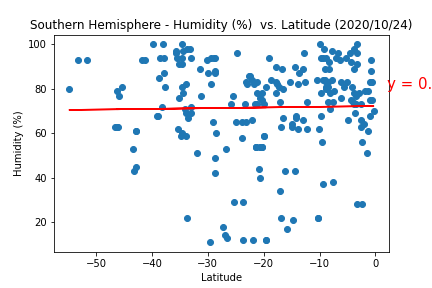 Southern Hemisphere - Humidity (%)  vs. Latitude (2020/10/24)
100
80
60
40
20
Humidity (%)
y = 0.
−50
−40
−30
−20
−10
0
Latitude